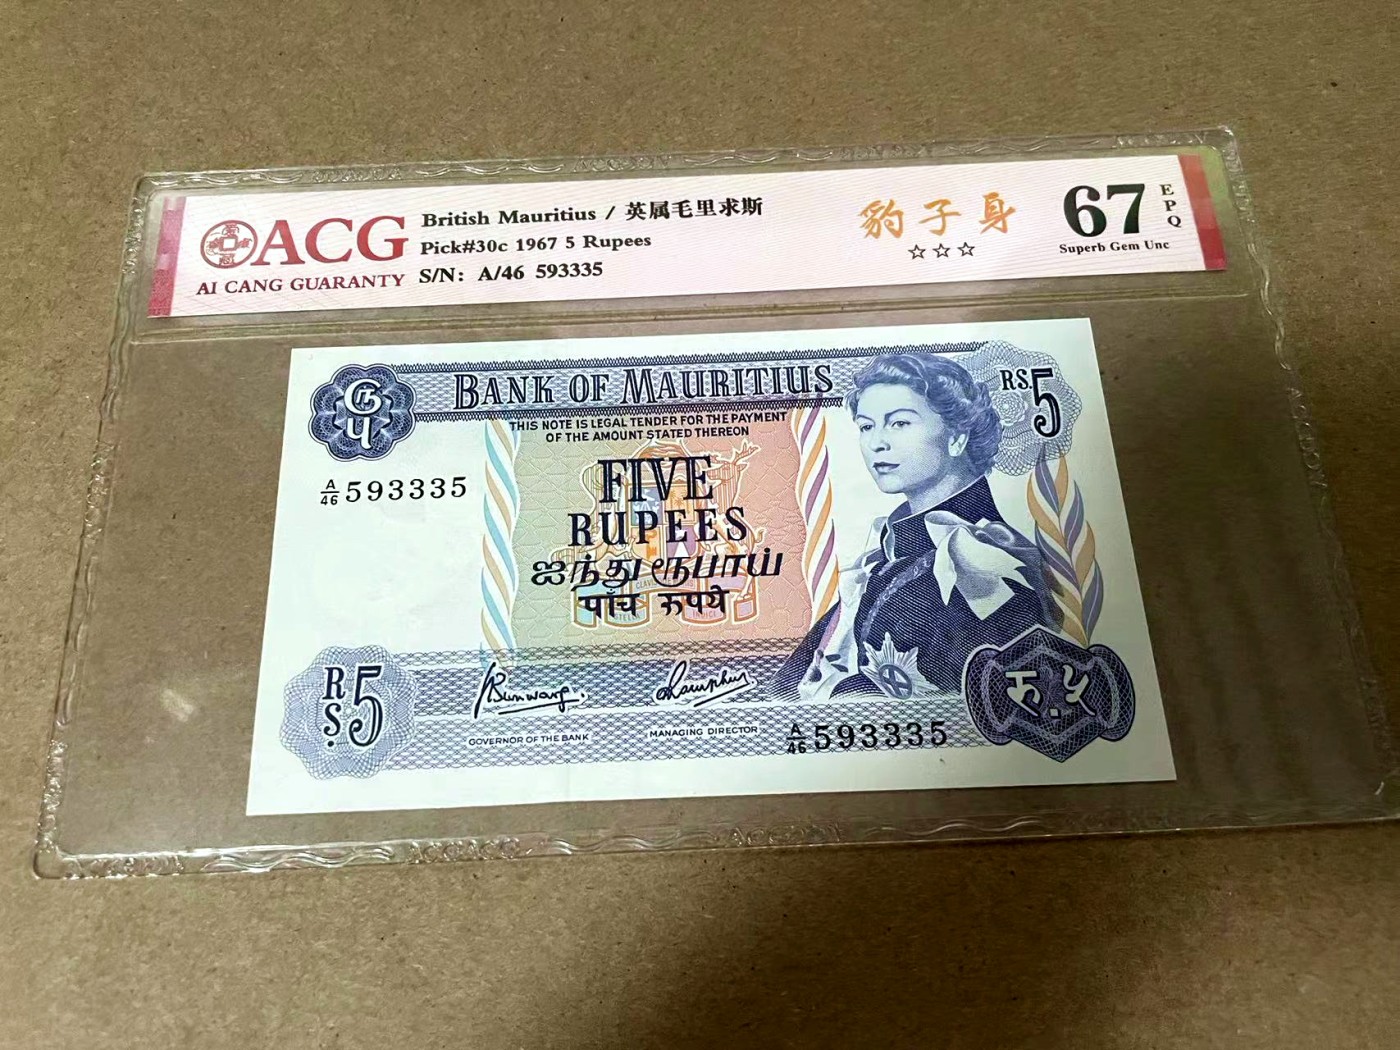 ACG
AI CANG GUARANTY
British Mauritius / 英属毛里求斯
Pick#30c 1967 5 Rupees
S/N: A/46 593335
豹子身
☆☆☆
67
EPQ
Superb Gem Unc
BANK OF MAURITIUS
RS.5
THIS NOTE IS LEGAL TENDER FOR THE PAYMENT
OF THE AMOUNT STATED THEREON
A/46 593335
FIVE
RUPEES
ஐந்து ரூபாய்
पाँच रूपये
RS.5
GOVERNOR OF THE BANK
MANAGING DIRECTOR
A/46 593335
रु.५